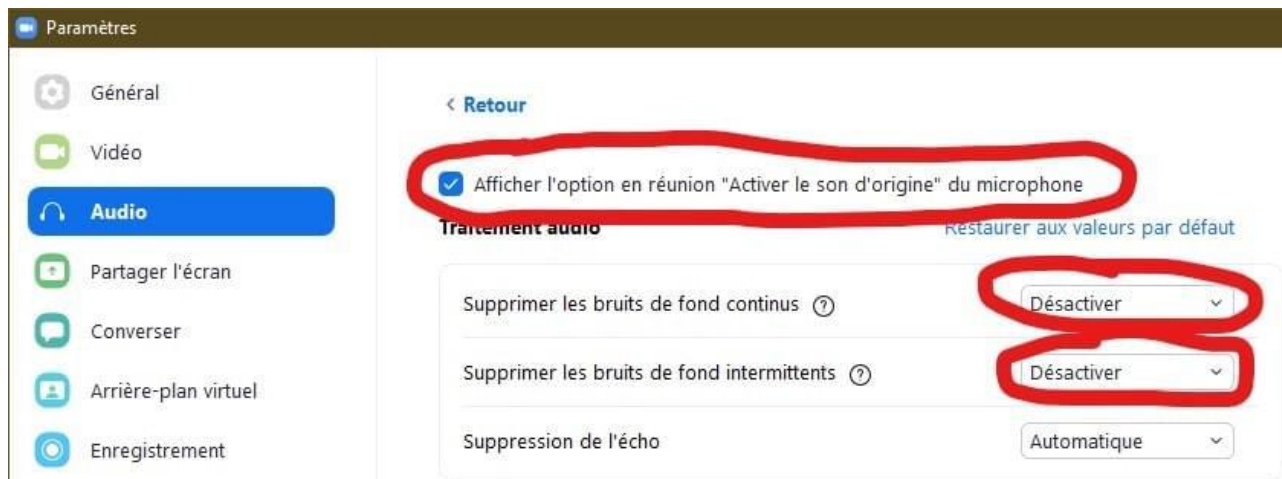 Paramètres
Général
Vidéo
Audio
Partager l'écran
Converser
Arrière-plan virtuel
Enregistrement
< Retour
Afficher l'option en réunion "Activer le son d'origine" du microphone
Traitement audio Restaurer aux valeurs par défaut
Supprimer les bruits de fond continus ? Désactiver
Supprimer les bruits de fond intermittents ? Désactiver
Suppression de l'écho Automatique